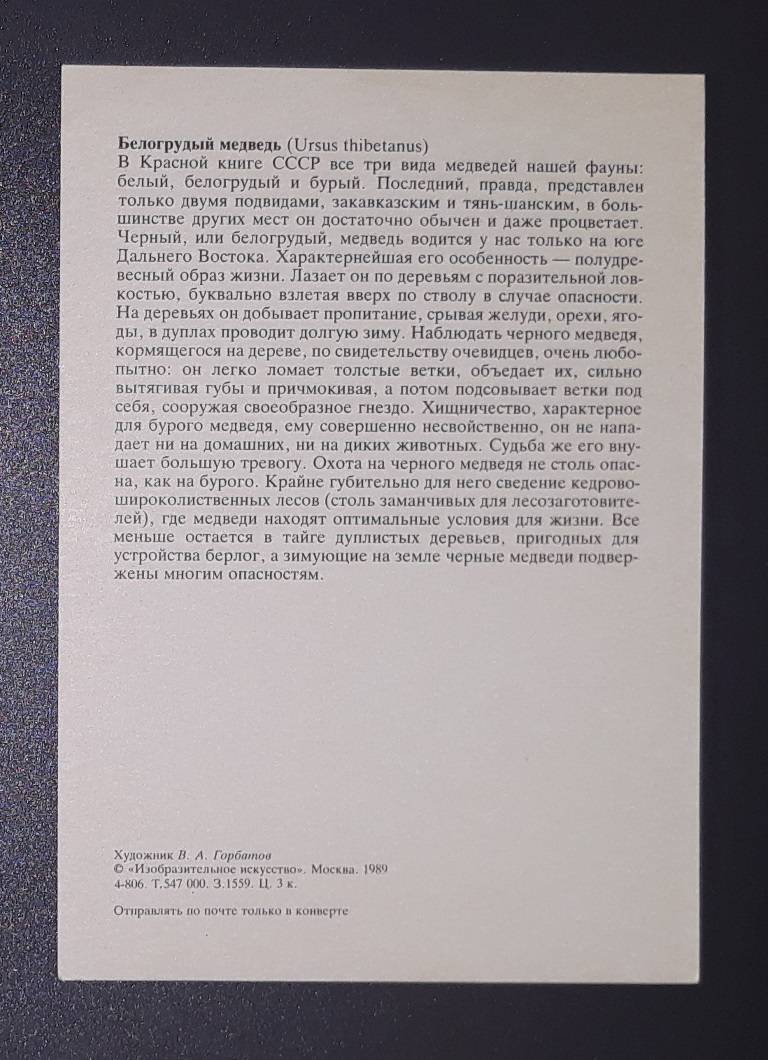 Белогрудый медведь (Ursus thibetanus)
В Красной книге СССР все три вида медведей нашей фауны:
белый, белогрудый и бурый. Последний, правда, представлен
только двумя подвидами, закавказским и тянь-шанским, в боль-
шинстве других мест он достаточно обычен и даже процветает.
Черный, или белогрудый, медведь водится у нас только на юге
Дальнего Востока. Характернейшая его особенность — полудре-
весный образ жизни. Лазает он по деревьям с поразительной лов-
костью, буквально взлетая вверх по стволу в случае опасности.
На деревьях он добывает пропитание, срывая желуди, орехи, яго-
ды, в дуплах проводит долгую зиму. Наблюдать черного медведя,
кормящегося на дереве, по свидетельству очевидцев, очень любо-
пытно: он легко ломает толстые ветки, объедает их, сильно
вытягивая губы и причмокивая, а потом подсовывает ветки под
себя, сооружая своеобразное гнездо. Хищничество, характерное
для бурого медведя, ему совершенно несвойственно, он не напа-
дает ни на домашних, ни на диких животных. Судьба же его вну-
шает большую тревогу. Охота на черного медведя не столь опас-
на, как на бурого. Крайне губительно для него сведение кедрово-
широколиственных лесов (столь заманчивых для лесозаготовите-
лей), где медведи находят оптимальные условия для жизни. Все
меньше остается в тайге дуплистых деревьев, пригодных для
устройства берлог, а зимующие на земле черные медведи подвер-
жены многим опасностям.
Художник В. А. Горбатов
© «Изобразительное искусство». Москва. 1989
4-806. Т.547 000. З.1559. Ц. 3 к.
Отправлять по почте только в конверте